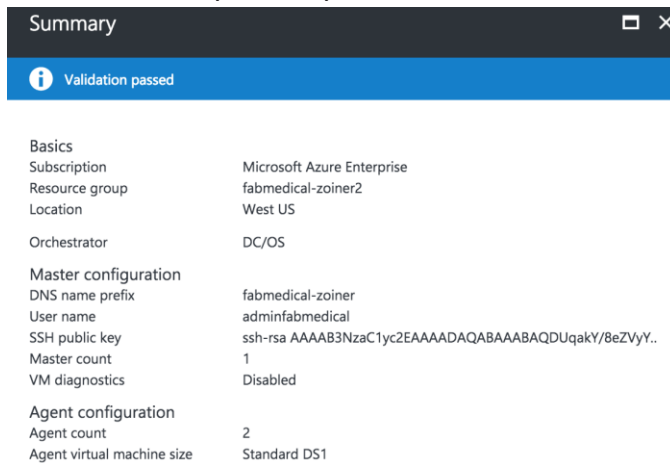 Summary
Validation passed
Basics
Subscription Microsoft Azure Enterprise
Resource group fabmedical-zoiner2
Location West US
Orchestrator DC/OS
Master configuration
DNS name prefix fabmedical-zoiner
User name adminfabmedical
SSH public key ssh-rsa AAAAB3NzaC1yc2EAAAADAQABAAABAQDUqakY/8eZVyY..
Master count 1
VM diagnostics Disabled
Agent configuration
Agent count 2
Agent virtual machine size Standard DS1